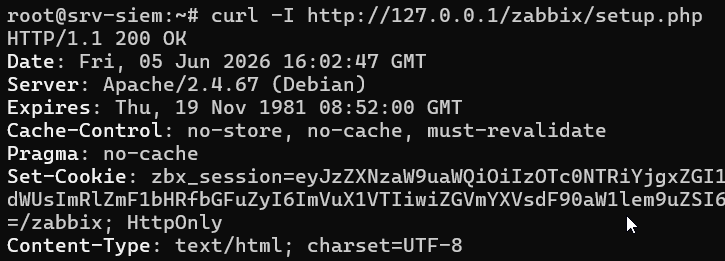 root@srv-siem:~# curl -I http://127.0.0.1/zabbix/setup.php
HTTP/1.1 200 OK
Date: Fri, 05 Jun 2026 16:02:47 GMT
Server: Apache/2.4.67 (Debian)
Expires: Thu, 19 Nov 1981 08:52:00 GMT
Cache-Control: no-store, no-cache, must-revalidate
Pragma: no-cache
Set-Cookie: zbx_session=eyJzZXNzaW9uaWQiOiIzOTc0NTRiYjgxZGI1
dWUsImRlZmF1bHRfbGFuZyI6ImVuX1VTIiwiZGVmYXVsdF90aW1lem9uZSI6
=/zabbix; HttpOnly
Content-Type: text/html; charset=UTF-8